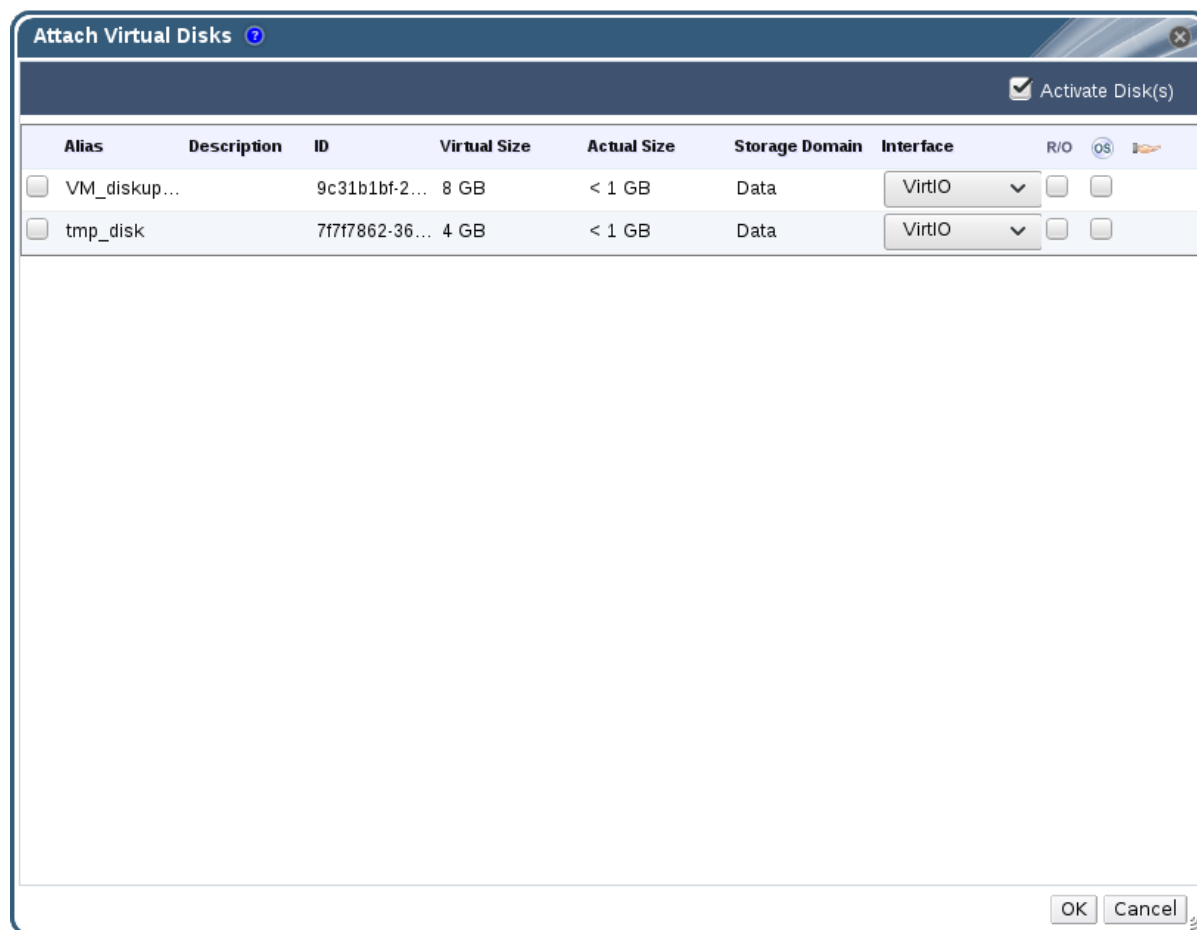 Attach Virtual Disks ?
Activate Disk(s)
Alias Description ID Virtual Size Actual Size Storage Domain Interface R/O OS
VM_diskup... 9c31b1bf-2... 8 GB < 1 GB Data VirtIO
tmp_disk 7f7f7862-36... 4 GB < 1 GB Data VirtIO
OK Cancel